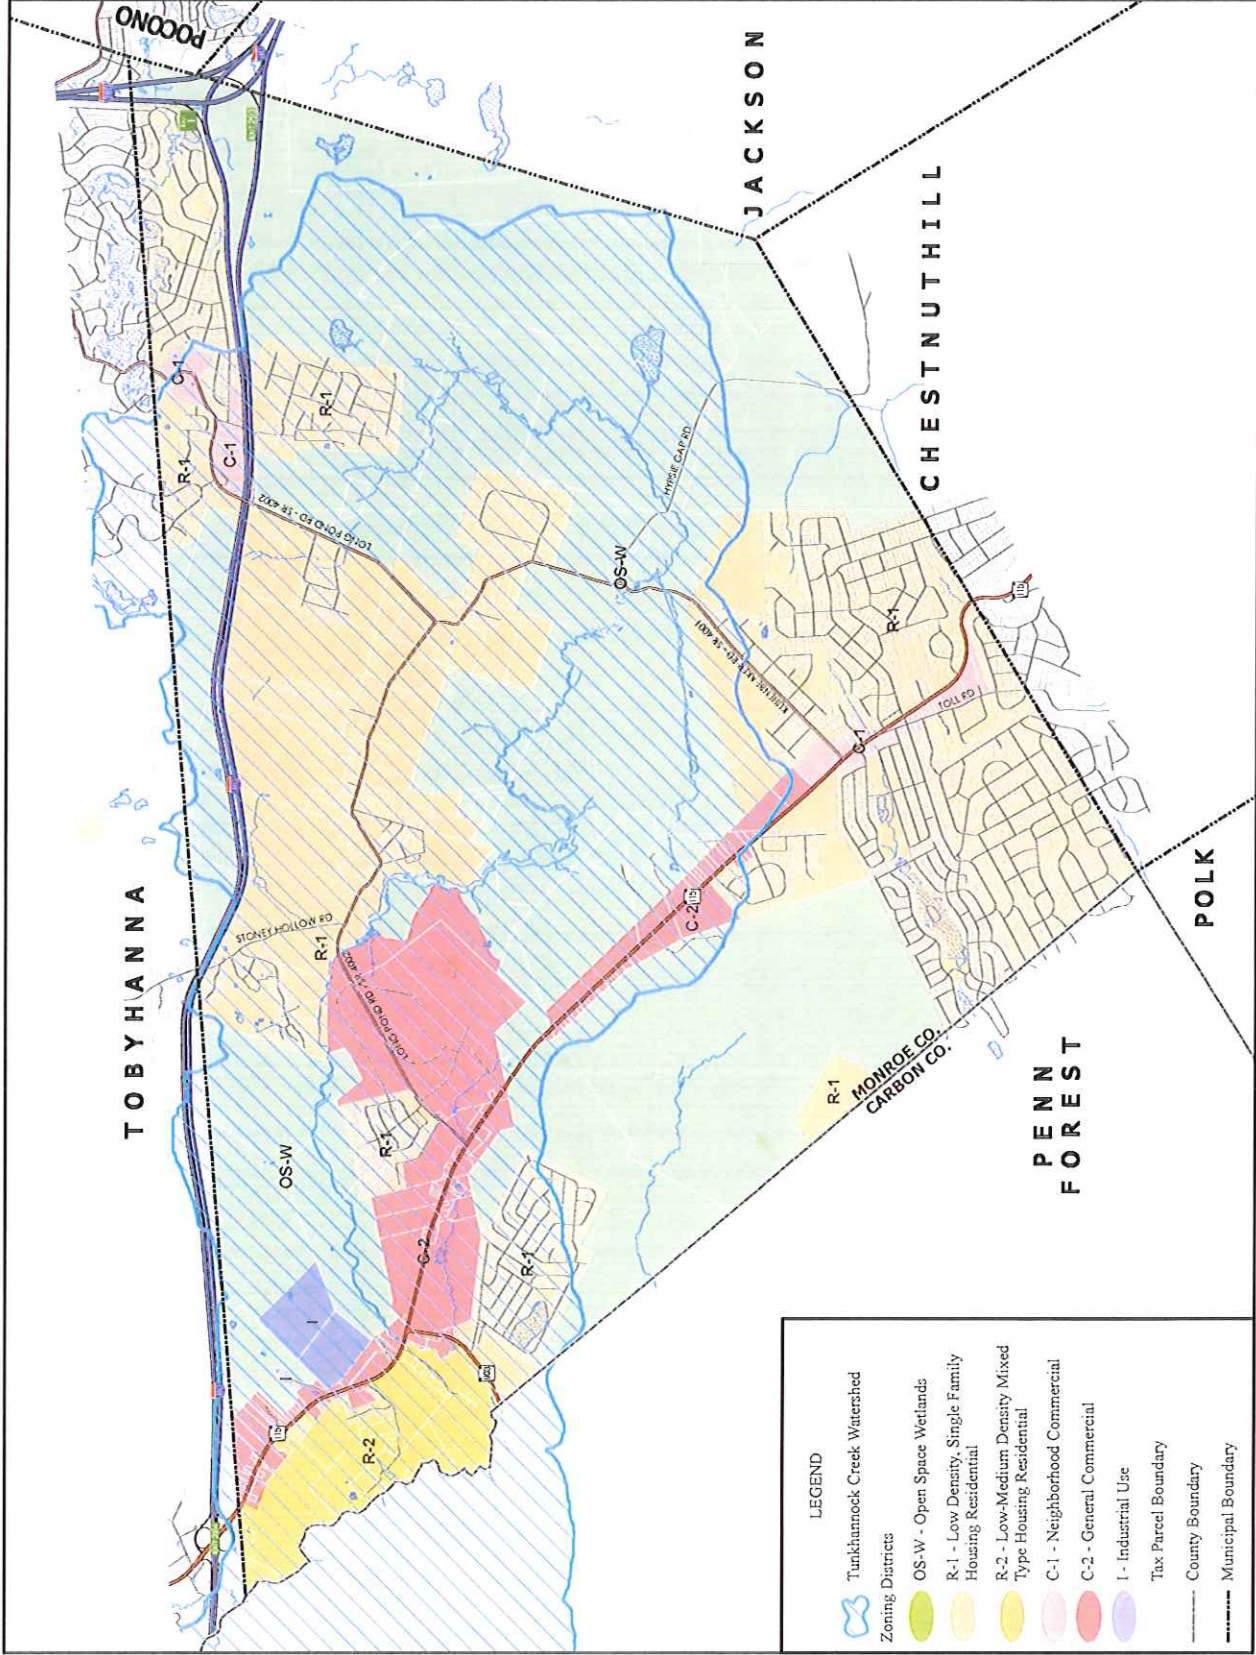 POCONO
TOBYHANNA
JACKSON
CHESTNUTHILL
POLK
PENN
FOREST
MONROE CO.
CARBON CO.
C-1
R-1
C-1
R-1
LONG POND RD - SR 4002
HYPSIE GAP RD
OS-W
R-1
115
TOLL RD
C-1
C-2
115
STONEY HOLLOW RD
R-1
LONG POND RD - SR 4002
R-1
OS-W
R-1
C-2
R-1
I
I
115
R-2
LEGEND
Tunkhannock Creek Watershed
Zoning Districts
OS-W - Open Space Wetlands
R-1 - Low Density, Single Family
Housing Residential
R-2 - Low-Medium Density Mixed
Type Housing Residential
C-1 - Neighborhood Commercial
C-2 - General Commercial
I - Industrial Use
Tax Parcel Boundary
County Boundary
Municipal Boundary